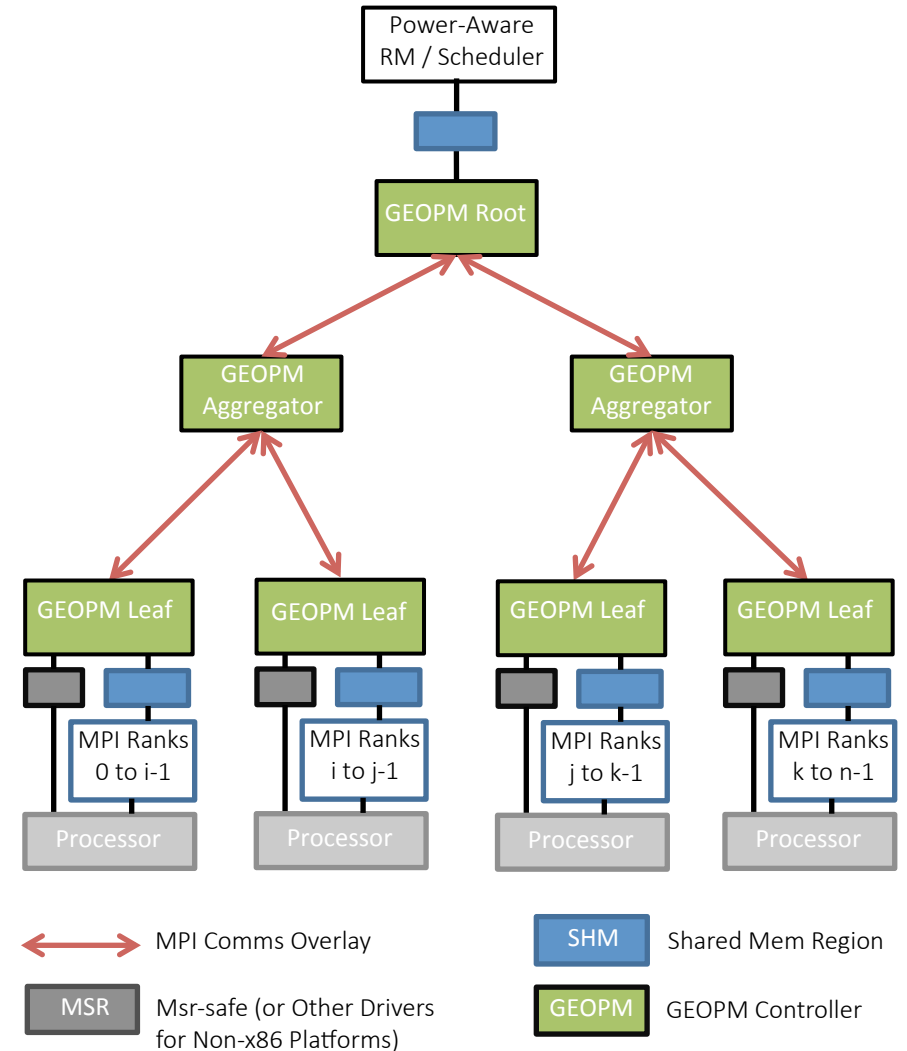 Power-Aware
RM / Scheduler
GEOPM Root
GEOPM
Aggregator
GEOPM
Aggregator
GEOPM Leaf
GEOPM Leaf
GEOPM Leaf
GEOPM Leaf
MPI Ranks
0 to i-1
MPI Ranks
i to j-1
MPI Ranks
j to k-1
MPI Ranks
k to n-1
Processor
Processor
Processor
Processor
MPI Comms Overlay
SHM
Shared Mem Region
MSR
Msr-safe (or Other Drivers
for Non-x86 Platforms)
GEOPM
GEOPM Controller